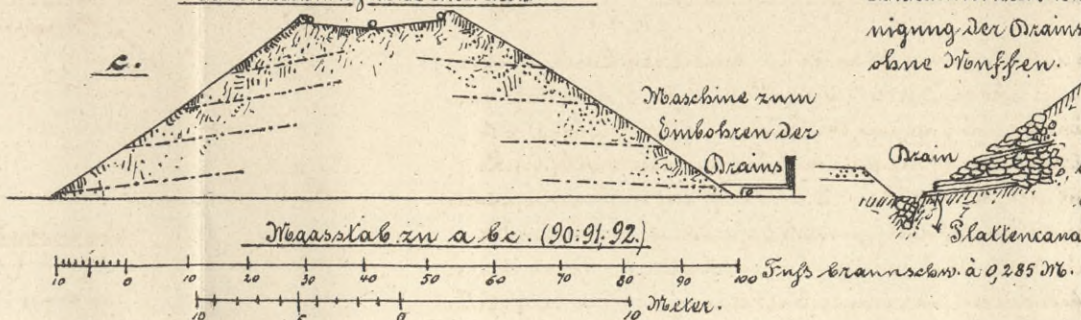 nigung der Drains
ohne Muffen.
c.
Maschine zum
Einbohren der
Drains
Drain
Plattencana
Maasstab zu a b c. (90. 91. 92.)
10 0 10 20 30 40 50 60 70 80 90 100 Fuss braunschw. à 0,285 M.
10 5 0 10 Meter.